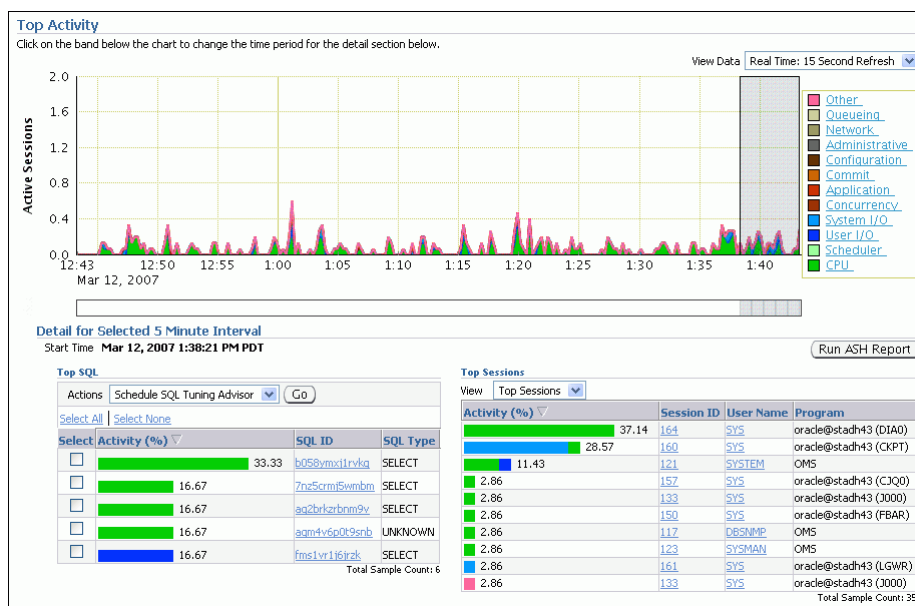 Top Activity
Click on the band below the chart to change the time period for the detail section below.
View Data Real Time: 15 Second Refresh
2.0
1.6
1.2
0.8
0.4
0.0
Active Sessions
12:43 12:50 12:55 1:00 1:05 1:10 1:15 1:20 1:25 1:30 1:35 1:40
Mar 12, 2007
Other
Queueing
Network
Administrative
Configuration
Commit
Application
Concurrency
System I/O
User I/O
Scheduler
CPU
Detail for Selected 5 Minute Interval
Start Time Mar 12, 2007 1:38:21 PM PDT
Run ASH Report
Top SQL
Actions Schedule SQL Tuning Advisor Go
Select All | Select None
Select Activity (%) SQL ID SQL Type
33.33 b058ymxj1rvkg SELECT
16.67 7nz5crmj5wmbm SELECT
16.67 ag2brkzrbnm9v SELECT
16.67 agm4v6p0t9snb UNKNOWN
16.67 fms1vr1j6jrzk SELECT
Total Sample Count: 6
Top Sessions
View Top Sessions
Activity (%) Session ID User Name Program
37.14 164 SYS oracle@stadh43 (DIA0)
28.57 160 SYS oracle@stadh43 (CKPT)
11.43 121 SYSTEM OMS
2.86 157 SYS oracle@stadh43 (CJQ0)
2.86 133 SYS oracle@stadh43 (J000)
2.86 150 SYS oracle@stadh43 (FBAR)
2.86 117 DBSNMP OMS
2.86 123 SYSMAN OMS
2.86 161 SYS oracle@stadh43 (LGWR)
2.86 133 SYS oracle@stadh43 (J000)
Total Sample Count: 35